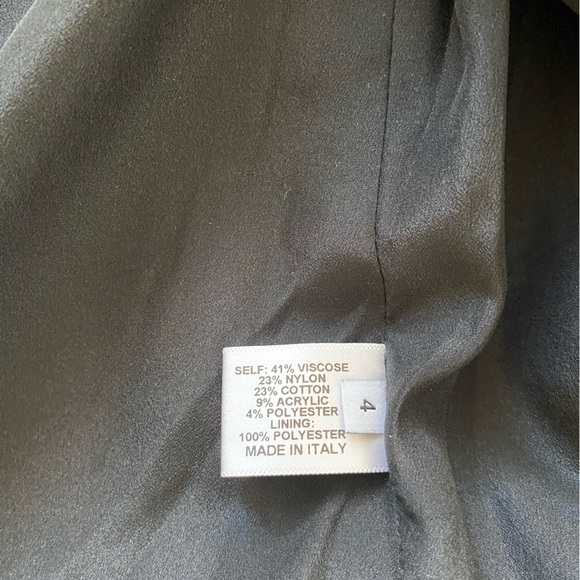 SELF: 41% VISCOSE
23% NYLON
23% COTTON
9% ACRYLIC
4% POLYESTER
LINING:
100% POLYESTER
MADE IN ITALY
4